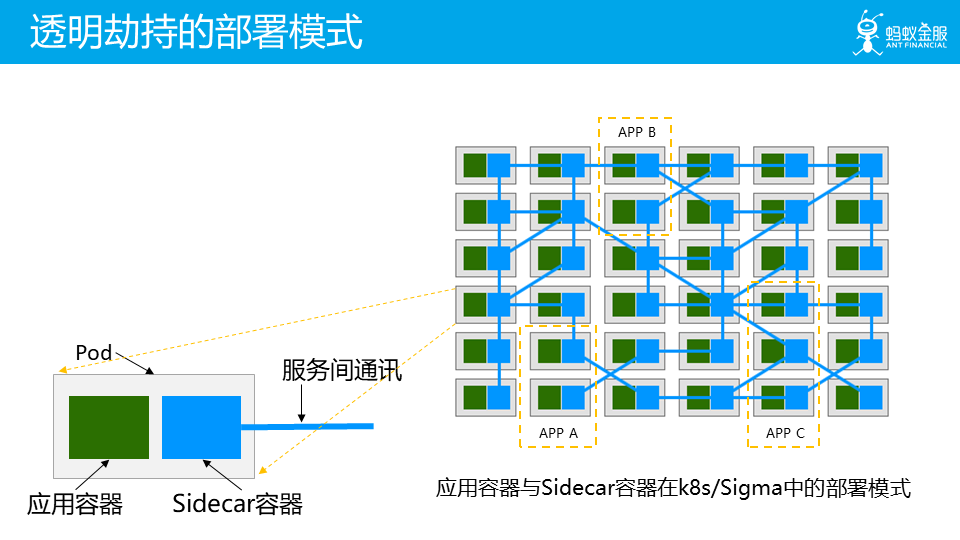 透明劫持的部署模式
蚂蚁金服
ANT FINANCIAL
APP B
Pod
服务间通讯
APP A
APP C
应用容器
Sidecar容器
应用容器与Sidecar容器在k8s/Sigma中的部署模式